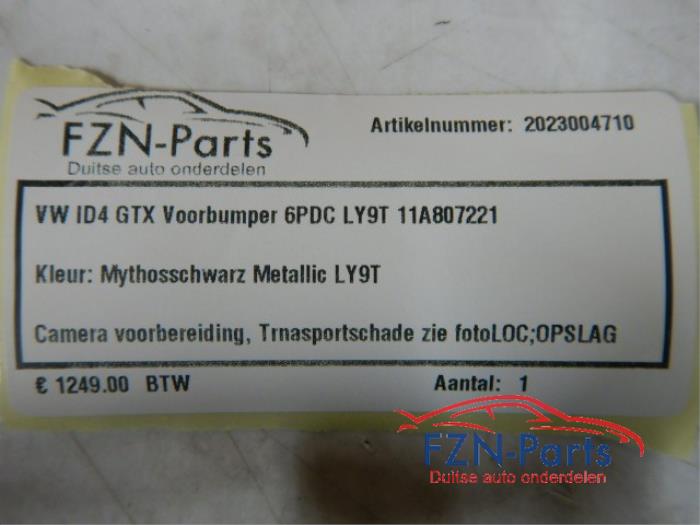 FZN-Parts
Duitse auto onderdelen
Artikelnummer: 2023004710
VW ID4 GTX Voorbumper 6PDC LY9T 11A807221
Kleur: Mythosschwarz Metallic LY9T
Camera voorbereiding, Trnasportschade zie fotoLOC;OPSLAG
€ 1249.00 BTW
Aantal: 1
FZN-Parts
Duitse auto onderdelen